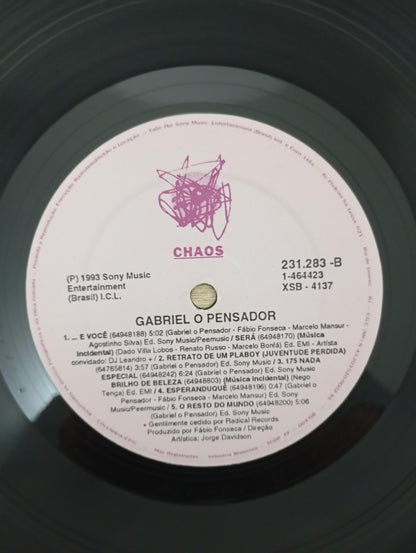 CHAOS
(P) 1993 Sony Music
Entertainment
(Brasil) I.C.L.
231.283 -B
1-464423
XSB - 4137
GABRIEL O PENSADOR
1. ... E VOCÊ (64948188) 5:02 (Gabriel o Pensador - Fábio Fonseca - Marcelo Mansur -
Agostinho Silva) Ed. Sony Music/Peermusic / SERÁ (64948170) (Música
Incidental) (Dado Villa Lobos - Renato Russo - Marcelo Bonfá) Ed. EMI - Artista
convidado: DJ Leandro + / 2. RETRATO DE UM PLABOY (JUVENTUDE PERDIDA)
(64765814) 3:57 (Gabriel o Pensador) Ed. Sony Music / 3. 175 NADA
ESPECIAL (64948242) 6:24 (Gabriel o Pensador) Ed. Sony Music
BRILHO DE BELEZA (64948803) (Música Incidental) (Nego
Tenga) Ed. EMI / 4. ESPERANDUQUÊ (64948196) 0:47 (Gabriel o
Pensador - Fábio Fonseca - Marcelo Mansur) Ed. Sony
Music/Peermusic / 5. O RESTO DO MUNDO (64948200) 5:06
(Gabriel o Pensador) Ed. Sony Music
+ Gentilmente cedido por Radical Records
Produzido por Fábio Fonseca / Direção
Artística: Jorge Davidson